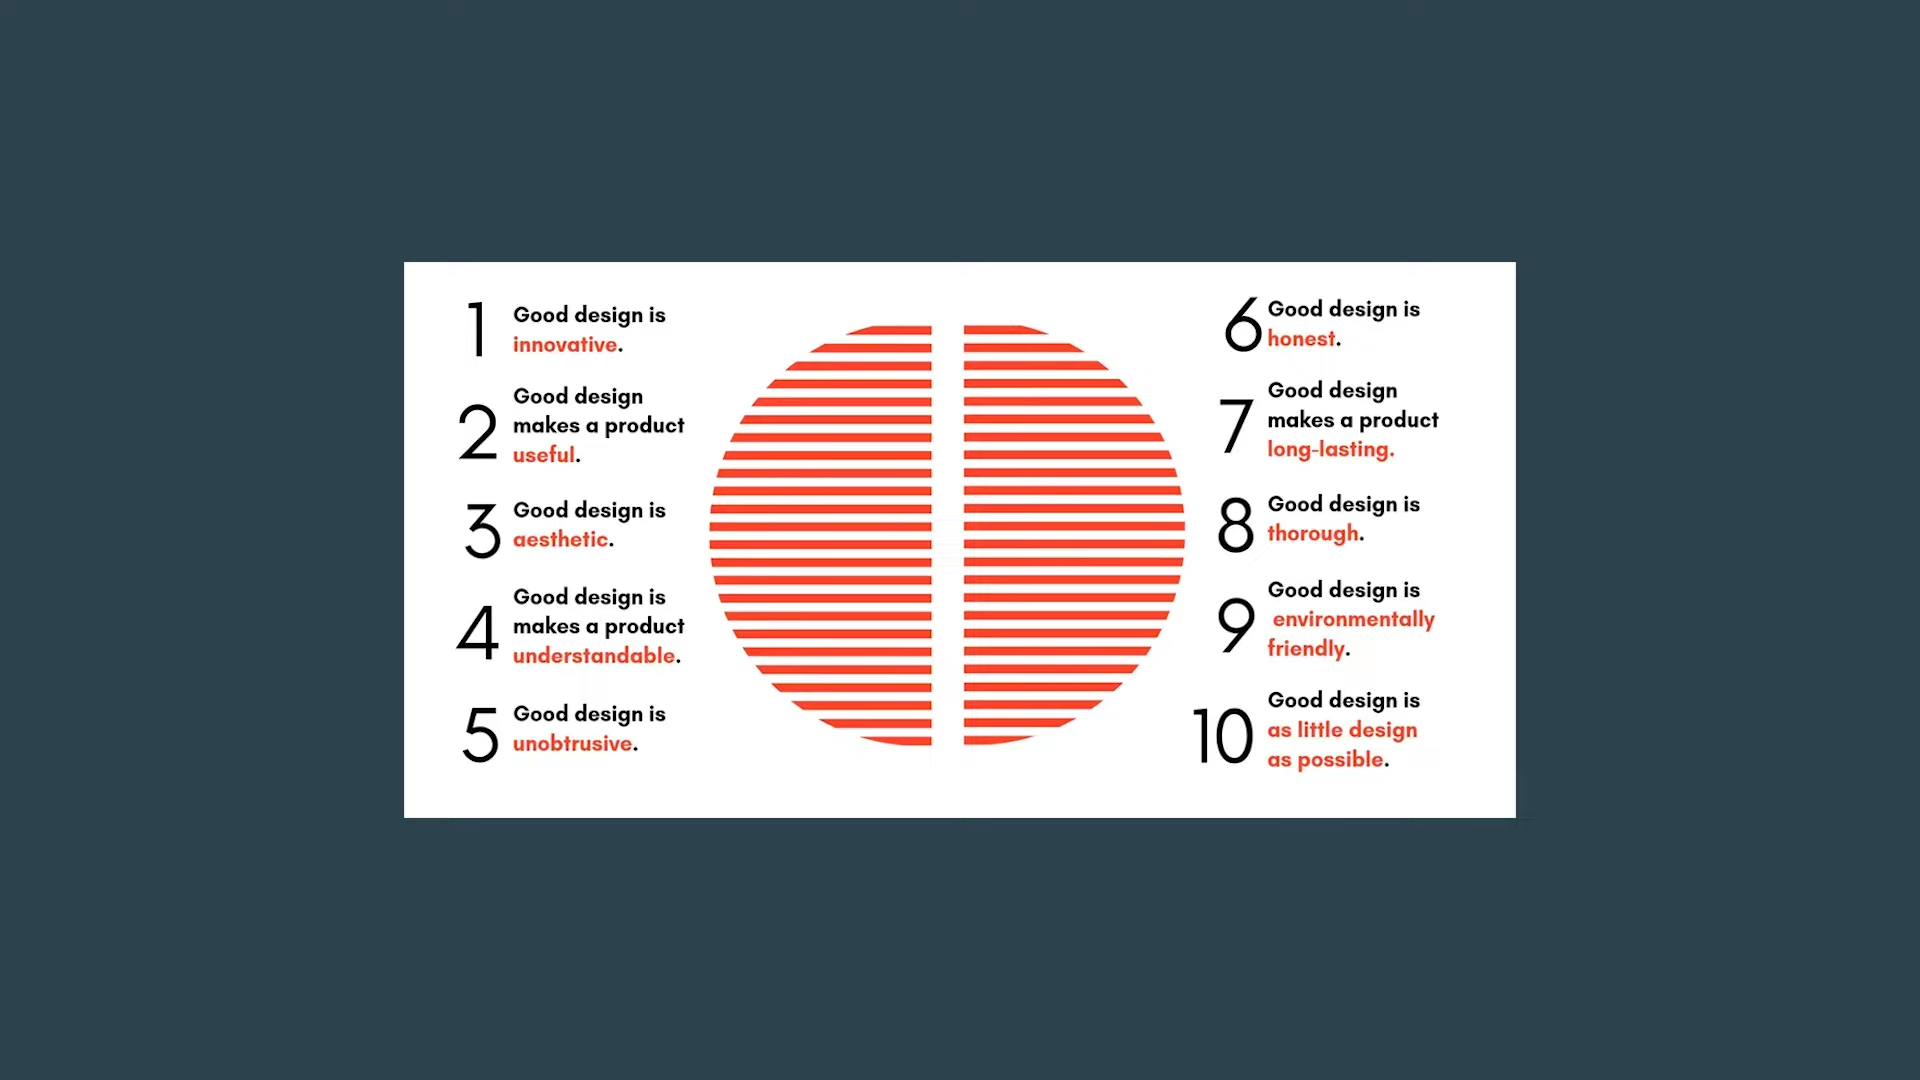 1
Good design is
innovative.
2
Good design
makes a product
useful.
3
Good design is
aesthetic.
4
Good design is
makes a product
understandable.
5
Good design is
unobtrusive.
6
Good design is
honest.
7
Good design
makes a product
long-lasting.
8
Good design is
thorough.
9
Good design is
environmentally
friendly.
10
Good design is
as little design
as possible.